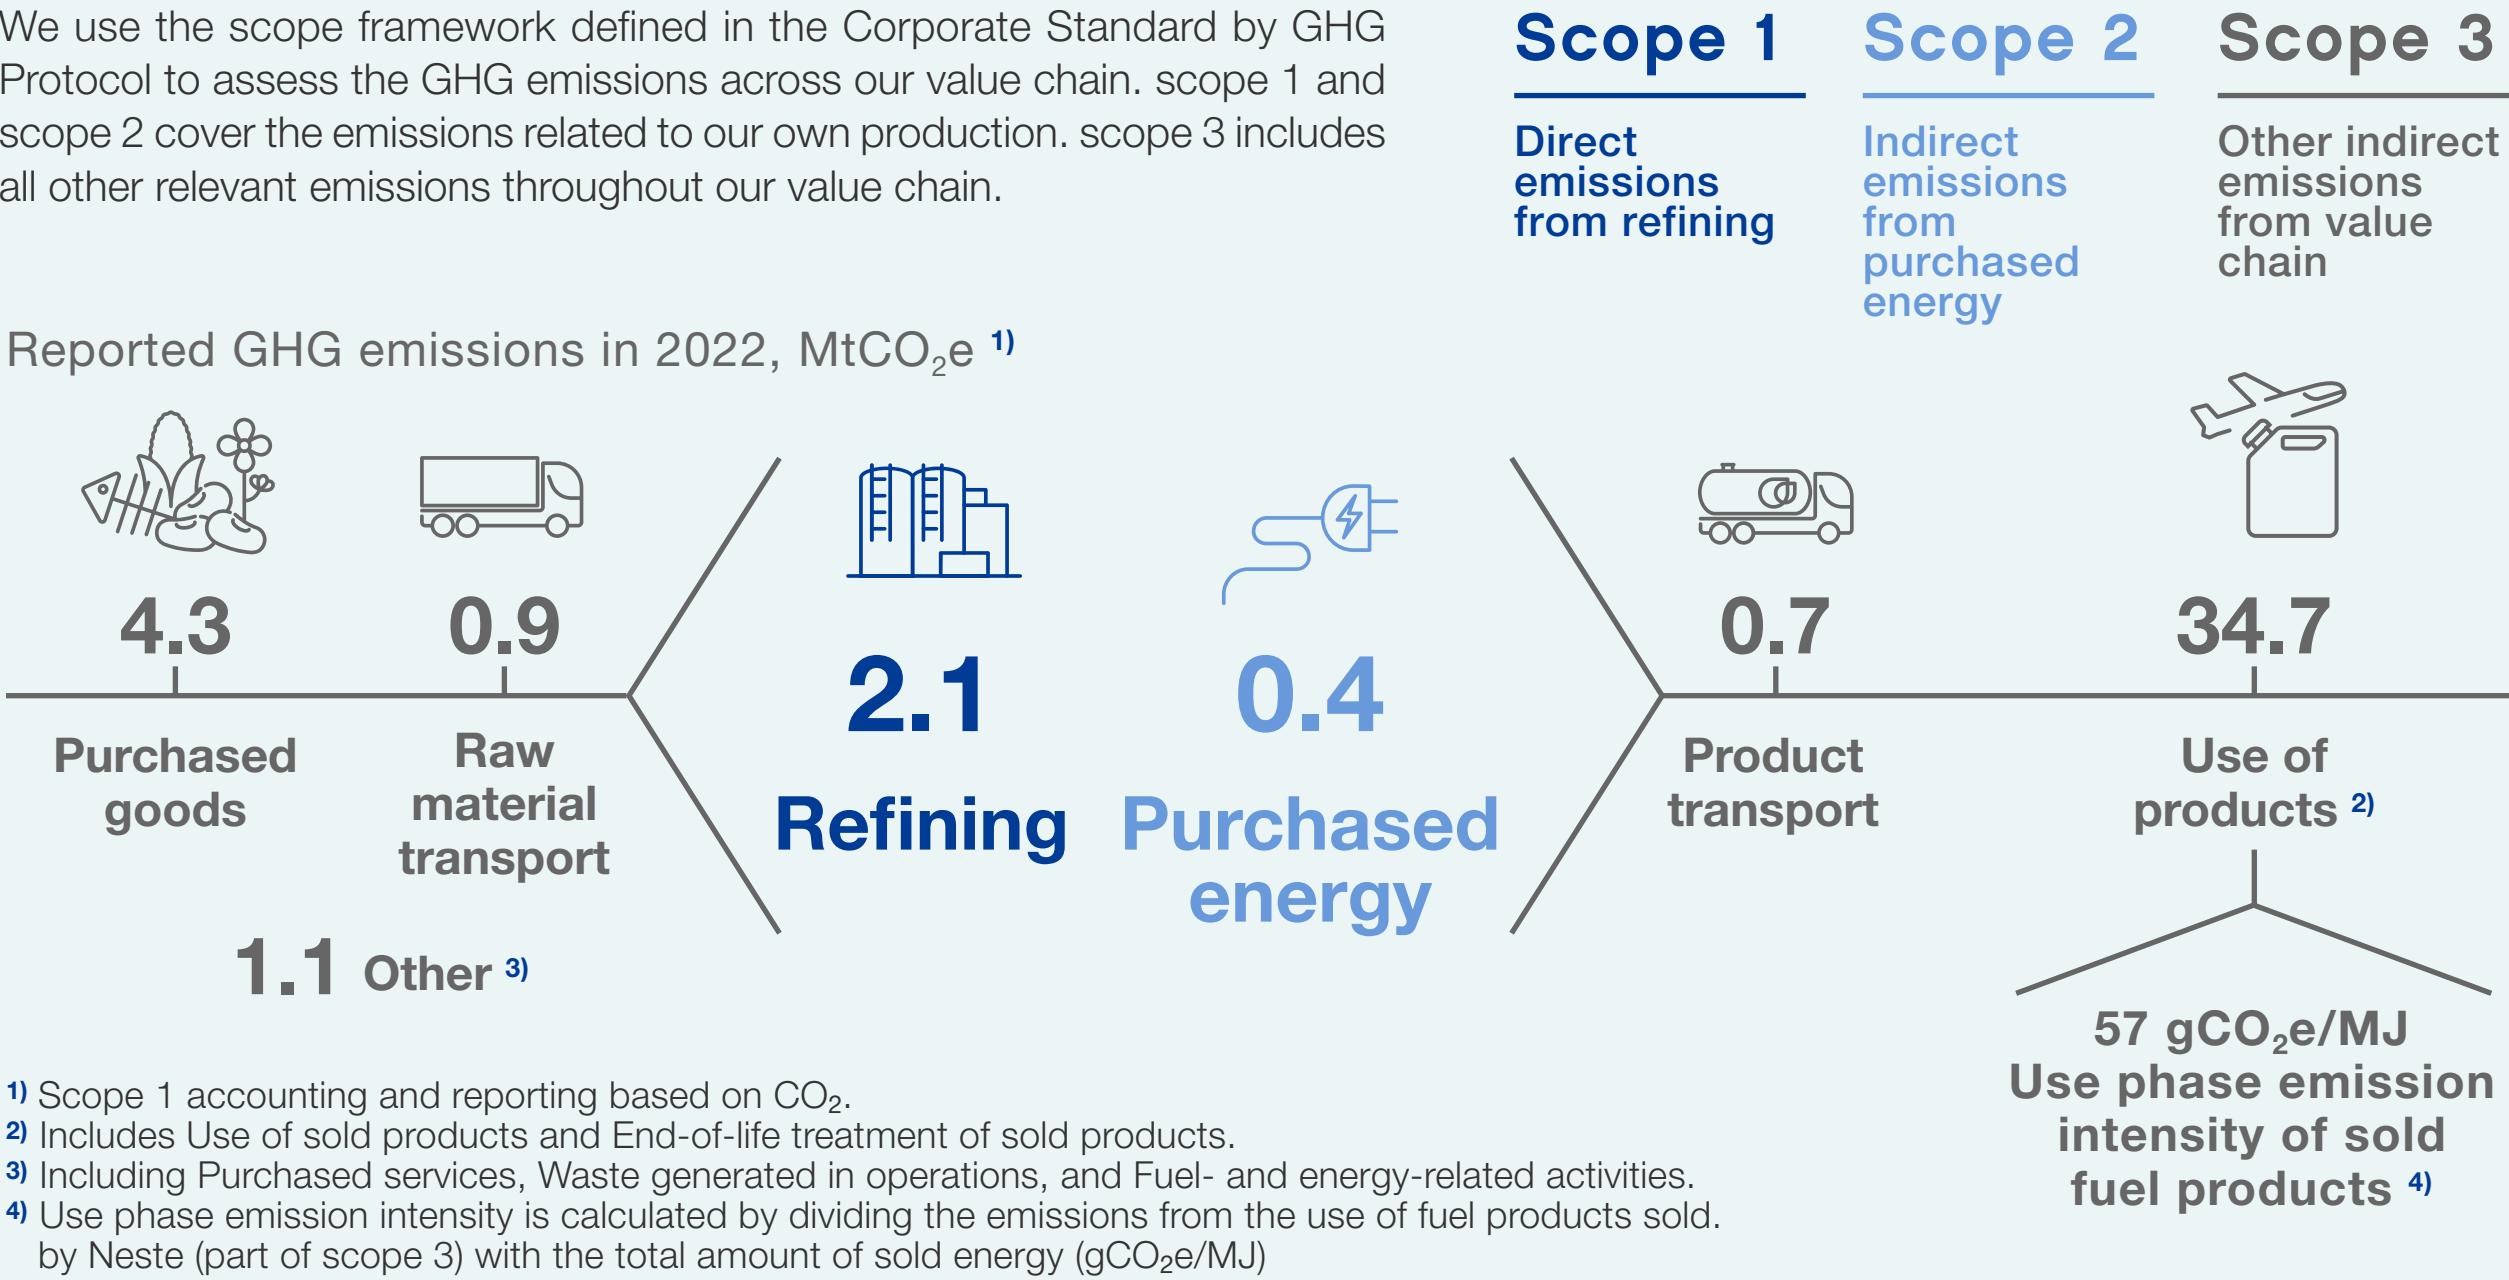 We use the scope framework defined in the Corporate Standard by GHG
Protocol to assess the GHG emissions across our value chain. scope 1 and
scope 2 cover the emissions related to our own production. scope 3 includes
all other relevant emissions throughout our value chain.
Scope 1
Direct
emissions
from refining
Scope 2
Indirect
emissions
from
purchased
energy
Scope 3
Other indirect
emissions
from value
chain
Reported GHG emissions in 2022, MtCO₂e ¹⁾
4.3
Purchased
goods
0.9
Raw
material
transport
1.1 Other ³⁾
2.1
Refining
0.4
Purchased
energy
0.7
Product
transport
34.7
Use of
products ²⁾
57 gCO₂e/MJ
Use phase emission
intensity of sold
fuel products ⁴⁾
¹⁾ Scope 1 accounting and reporting based on CO₂.
²⁾ Includes Use of sold products and End-of-life treatment of sold products.
³⁾ Including Purchased services, Waste generated in operations, and Fuel- and energy-related activities.
⁴⁾ Use phase emission intensity is calculated by dividing the emissions from the use of fuel products sold.
by Neste (part of scope 3) with the total amount of sold energy (gCO₂e/MJ)